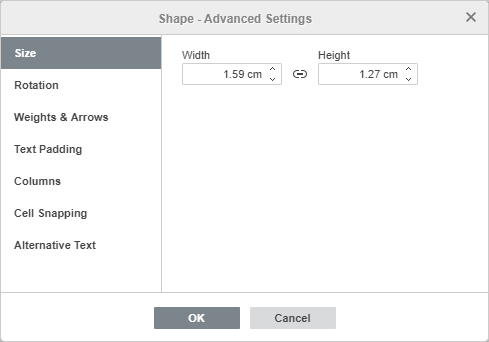 Shape - Advanced Settings
Size
Rotation
Weights & Arrows
Text Padding
Columns
Cell Snapping
Alternative Text
Width Height
1.59 cm 1.27 cm
OK Cancel